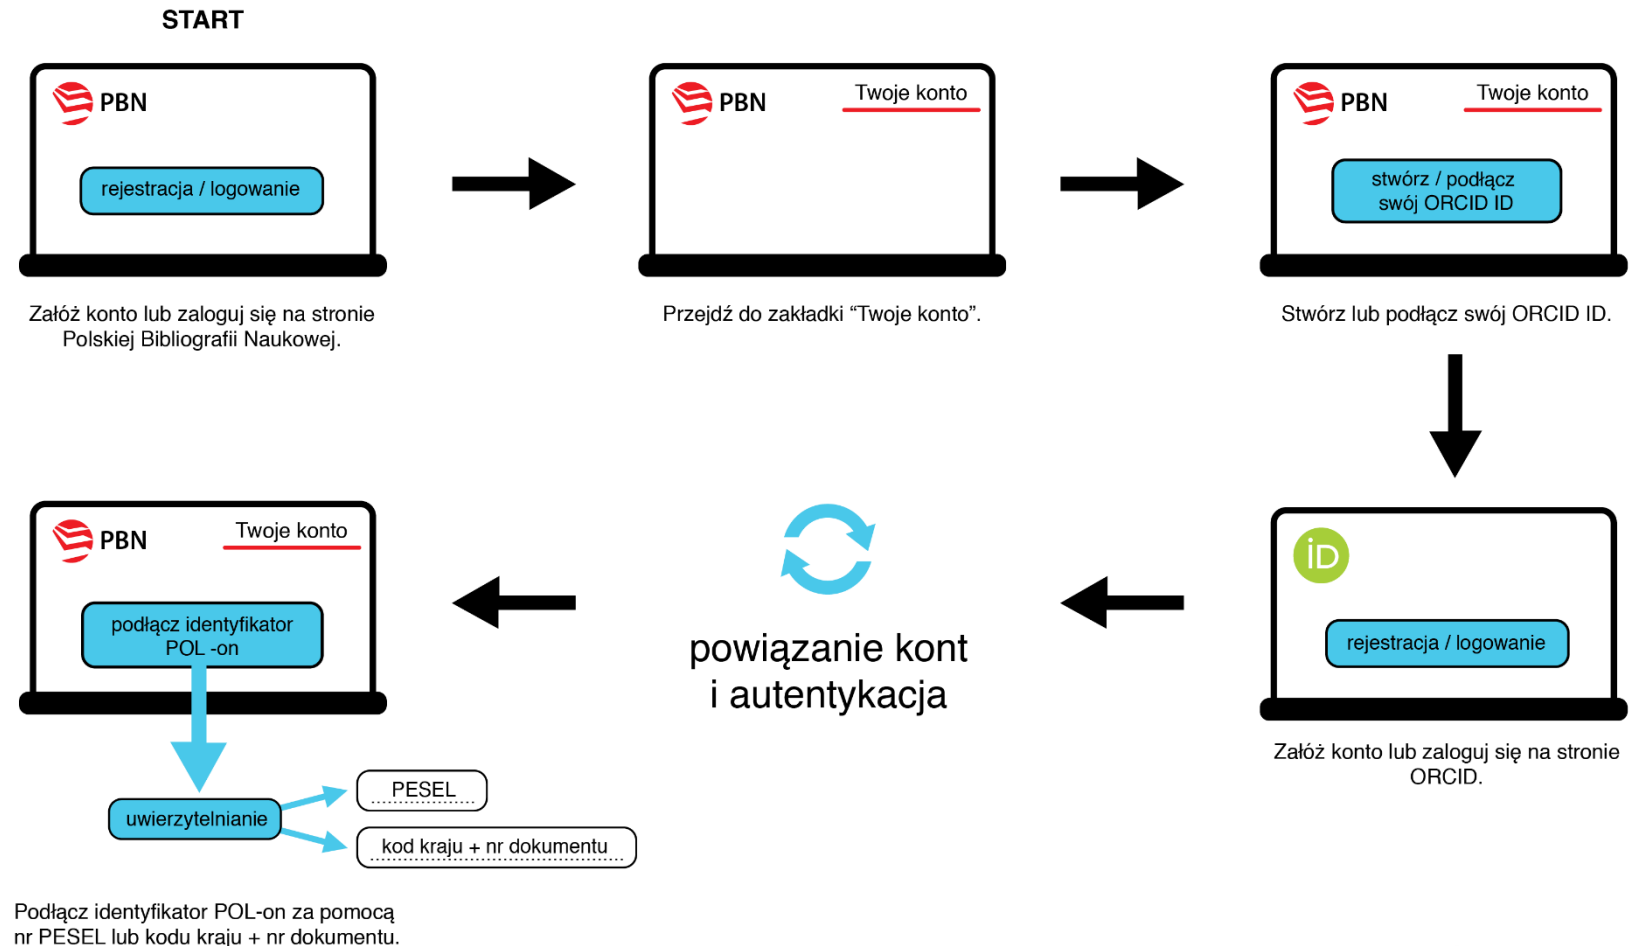 START
PBN
rejestracja / logowanie
Załóż konto lub zaloguj się na stronie
Polskiej Bibliografii Naukowej.
PBN
Twoje konto
Przejdź do zakładki “Twoje konto”.
PBN
Twoje konto
stwórz / podłącz
swój ORCID ID
Stwórz lub podłącz swój ORCID ID.
iD
rejestracja / logowanie
Załóż konto lub zaloguj się na stronie
ORCID.
powiązanie kont
i autentykacja
PBN
Twoje konto
podłącz identyfikator
POL -on
uwierzytelnianie
PESEL
kod kraju + nr dokumentu
Podłącz identyfikator POL-on za pomocą
nr PESEL lub kodu kraju + nr dokumentu.